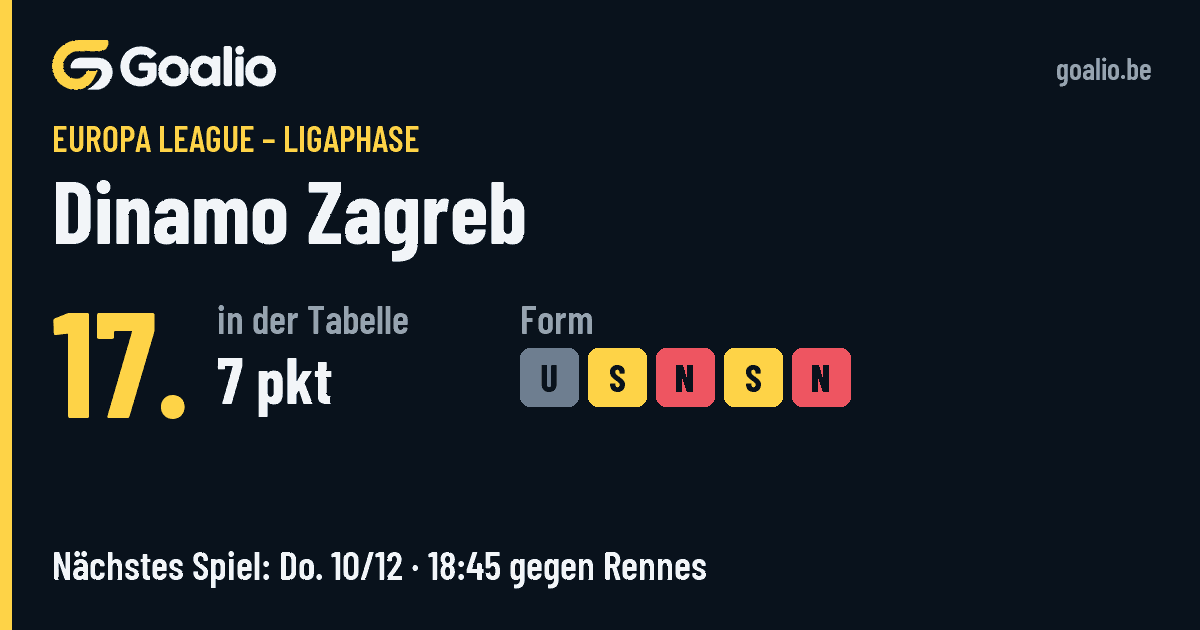 Goalio
goalio.be
EUROPA LEAGUE – LIGAPHASE
Dinamo Zagreb
17.
in der Tabelle
7 pkt
Form
U S N S N
Nächstes Spiel: Do. 10/12 · 18:45 gegen Rennes